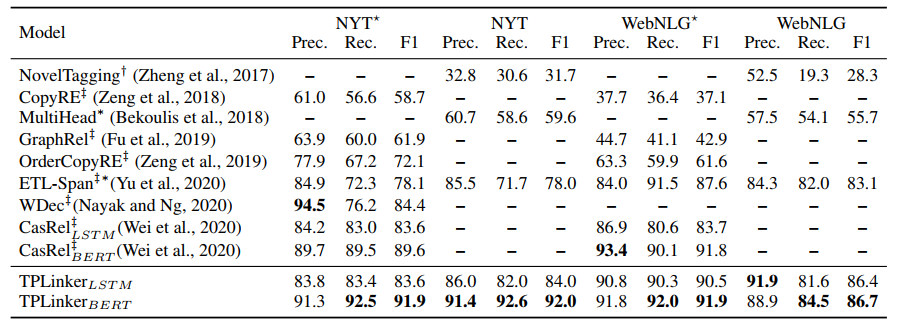 Model NYT⋆ NYT WebNLG⋆ WebNLG
Prec. Rec. F1 Prec. Rec. F1 Prec. Rec. F1 Prec. Rec. F1
NovelTagging† (Zheng et al., 2017) – – – 32.8 30.6 31.7 – – – 52.5 19.3 28.3
CopyRE‡ (Zeng et al., 2018) 61.0 56.6 58.7 – – – 37.7 36.4 37.1 – – –
MultiHead* (Bekoulis et al., 2018) – – – 60.7 58.6 59.6 – – – 57.5 54.1 55.7
GraphRel‡ (Fu et al., 2019) 63.9 60.0 61.9 – – – 44.7 41.1 42.9 – – –
OrderCopyRE‡ (Zeng et al., 2019) 77.9 67.2 72.1 – – – 63.3 59.9 61.6 – – –
ETL-Span‡*(Yu et al., 2020) 84.9 72.3 78.1 85.5 71.7 78.0 84.0 91.5 87.6 84.3 82.0 83.1
WDec‡(Nayak and Ng, 2020) 94.5 76.2 84.4 – – – – – – – – –
CasRel‡LSTM(Wei et al., 2020) 84.2 83.0 83.6 – – – 86.9 80.6 83.7 – – –
CasRel‡BERT(Wei et al., 2020) 89.7 89.5 89.6 – – – 93.4 90.1 91.8 – – –
TPLinkerLSTM 83.8 83.4 83.6 86.0 82.0 84.0 90.8 90.3 90.5 91.9 81.6 86.4
TPLinkerBERT 91.3 92.5 91.9 91.4 92.6 92.0 91.8 92.0 91.9 88.9 84.5 86.7